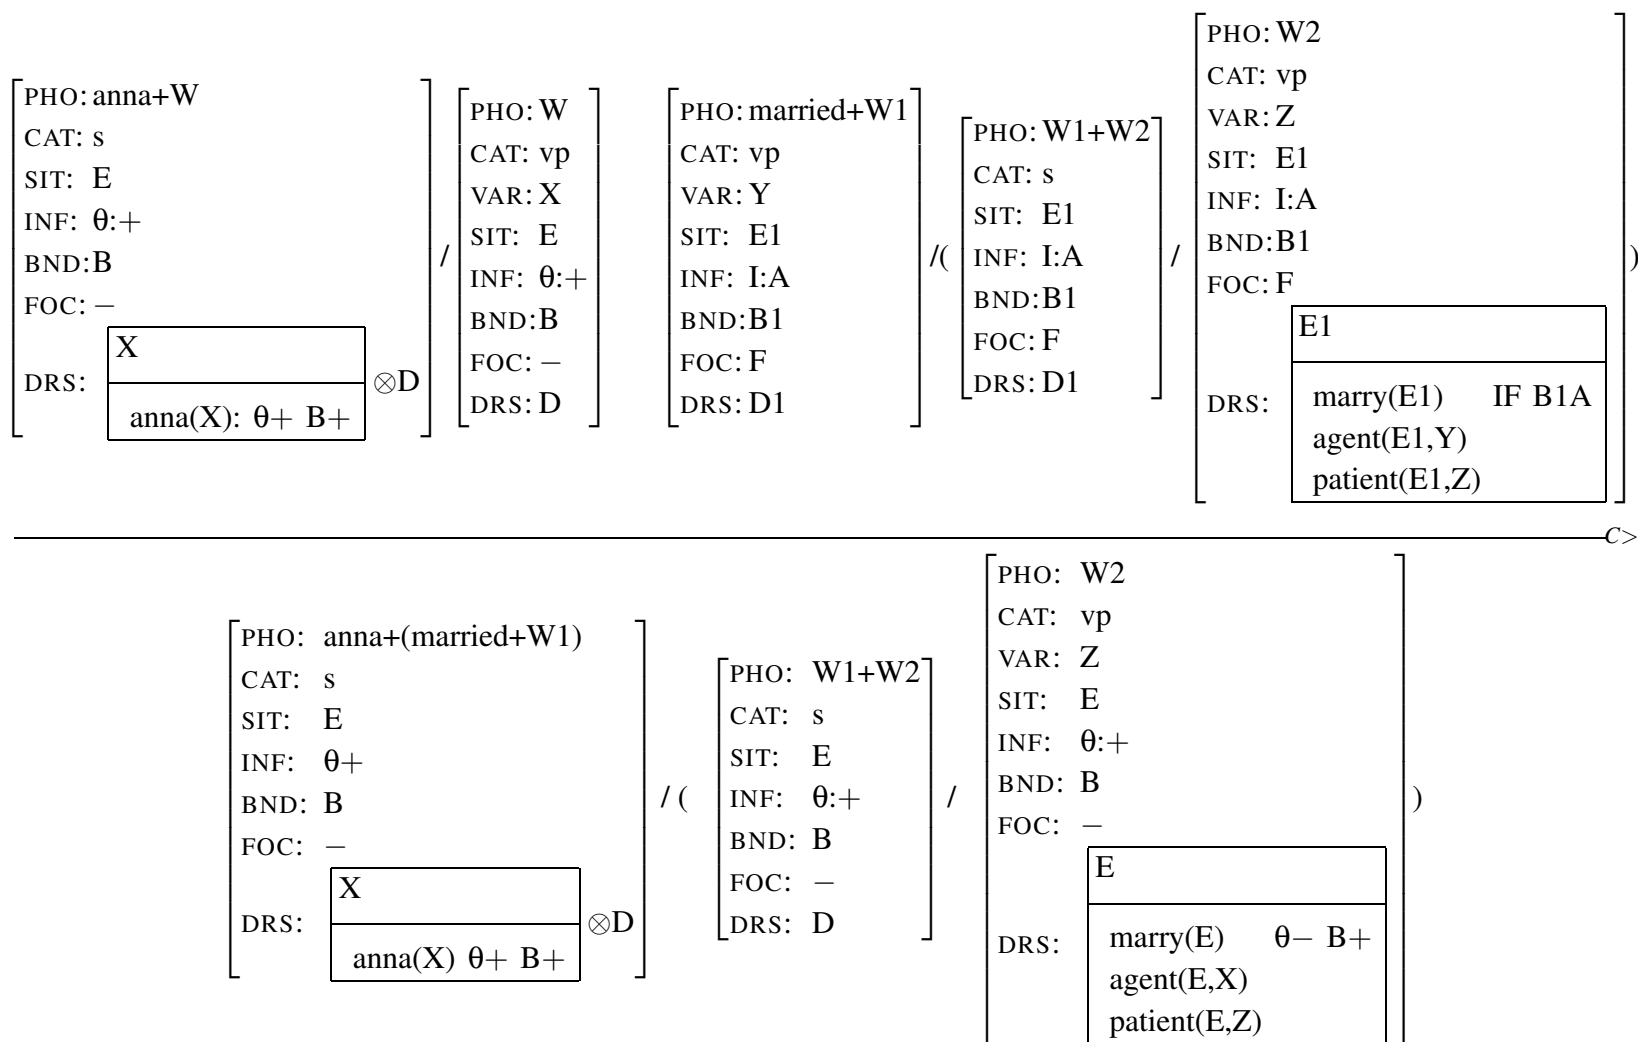 PHO: anna+W
CAT: s
SIT: E
INF: θ:+
BND: B
FOC: −
DRS:
X
anna(X): θ+ B+
⊗D
/
PHO: W
CAT: vp
VAR: X
SIT: E
INF: θ:+
BND: B
FOC: −
DRS: D
PHO: married+W1
CAT: vp
VAR: Y
SIT: E1
INF: I:A
BND: B1
FOC: F
DRS: D1
/(
PHO: W1+W2
CAT: s
SIT: E1
INF: I:A
BND: B1
FOC: F
DRS: D1
/
PHO: W2
CAT: vp
VAR: Z
SIT: E1
INF: I:A
BND: B1
FOC: F
DRS:
E1
marry(E1) IF B1A
agent(E1,Y)
patient(E1,Z)
)
C>
PHO: anna+(married+W1)
CAT: s
SIT: E
INF: θ+
BND: B
FOC: −
DRS:
X
anna(X) θ+ B+
⊗D
/ (
PHO: W1+W2
CAT: s
SIT: E
INF: θ:+
BND: B
FOC: −
DRS: D
/
PHO: W2
CAT: vp
VAR: Z
SIT: E
INF: θ:+
BND: B
FOC: −
DRS:
E
marry(E) θ− B+
agent(E,X)
patient(E,Z)
)